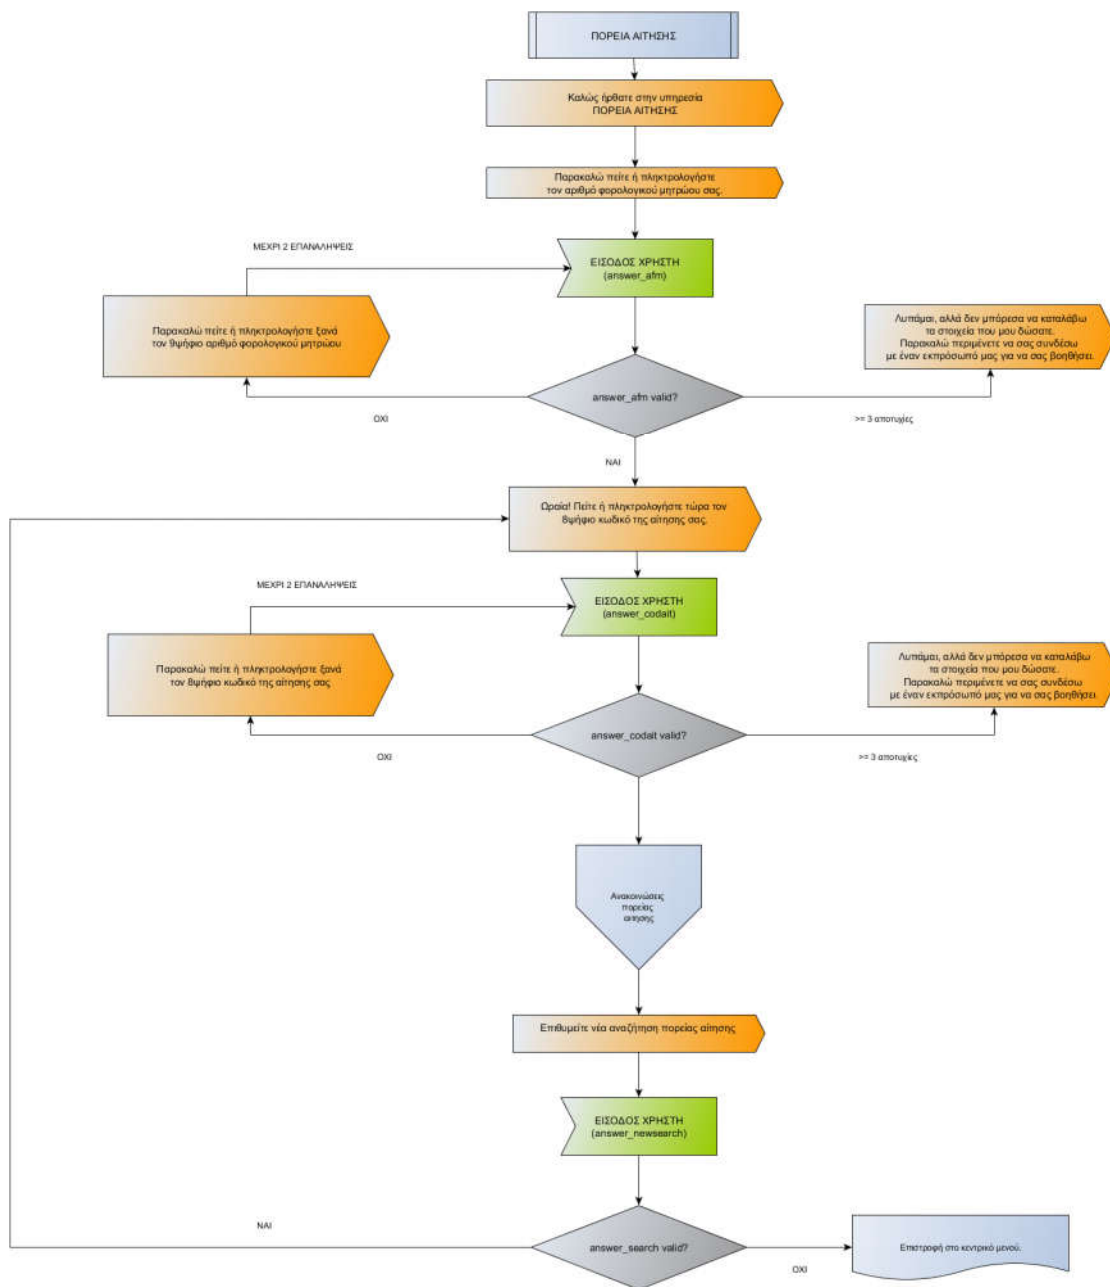 ΠΟΡΕΙΑ ΑΙΤΗΣΗΣ
Καλώς ήρθατε στην υπηρεσία
ΠΟΡΕΙΑ ΑΙΤΗΣΗΣ
Παρακαλώ πείτε ή πληκτρολογήστε
τον αριθμό φορολογικού μητρώου σας.
ΜΕΧΡΙ 2 ΕΠΑΝΑΛΗΨΕΙΣ
ΕΙΣΟΔΟΣ ΧΡΗΣΤΗ
(answer_afm)
Παρακαλώ πείτε ή πληκτρολογήστε ξανά
τον 9ψήφιο αριθμό φορολογικού μητρώου
Λυπάμαι, αλλά δεν μπόρεσα να καταλάβω
τα στοιχεία που μου δώσατε.
Παρακαλώ περιμένετε να σας συνδέσω
με έναν εκπρόσωπό μας για να σας βοηθήσει.
answer_afm valid?
ΟΧΙ
>= 3 αποτυχίες
ΝΑΙ
Ωραία! Πείτε ή πληκτρολογήστε τώρα τον
8ψήφιο κωδικό της αίτησης σας.
ΜΕΧΡΙ 2 ΕΠΑΝΑΛΗΨΕΙΣ
ΕΙΣΟΔΟΣ ΧΡΗΣΤΗ
(answer_codait)
Παρακαλώ πείτε ή πληκτρολογήστε ξανά
τον 8ψήφιο κωδικό της αίτησης σας
Λυπάμαι, αλλά δεν μπόρεσα να καταλάβω
τα στοιχεία που μου δώσατε.
Παρακαλώ περιμένετε να σας συνδέσω
με έναν εκπρόσωπό μας για να σας βοηθήσει.
answer_codait valid?
ΟΧΙ
>= 3 αποτυχίες
Ανακοινώσεις
πορείας
αιτησης
Επιθυμείτε νέα αναζήτηση πορείας αίτησης
ΕΙΣΟΔΟΣ ΧΡΗΣΤΗ
(answer_newsearch)
ΝΑΙ
answer_search valid?
Επιστροφή στο κεντρικό μενού.
ΟΧΙ